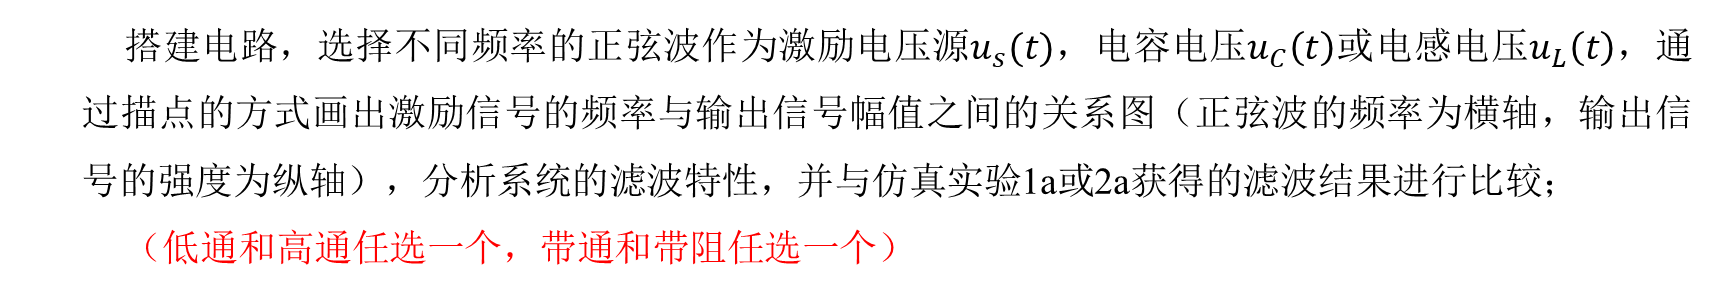 搭建电路，选择不同频率的正弦波作为激励电压源u_s(t)，电容电压u_C(t)或电感电压u_L(t)，通
过描点的方式画出激励信号的频率与输出信号幅值之间的关系图（正弦波的频率为横轴，输出信
号的强度为纵轴），分析系统的滤波特性，并与仿真实验1a或2a获得的滤波结果进行比较；
（低通和高通任选一个，带通和带阻任选一个）